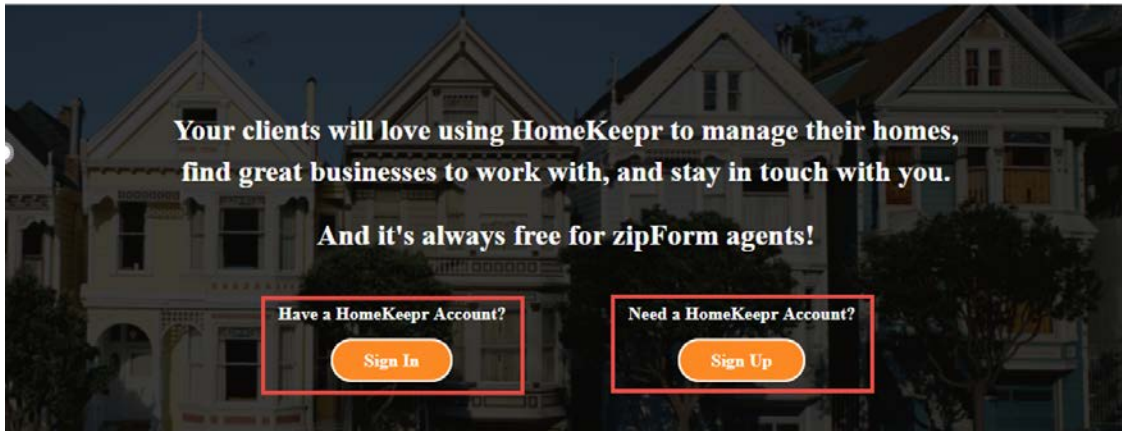 Your clients will love using HomeKeepr to manage their homes,
find great businesses to work with, and stay in touch with you.
And it's always free for zipForm agents!
Have a HomeKeepr Account?
Need a HomeKeepr Account?
Sign In
Sign Up